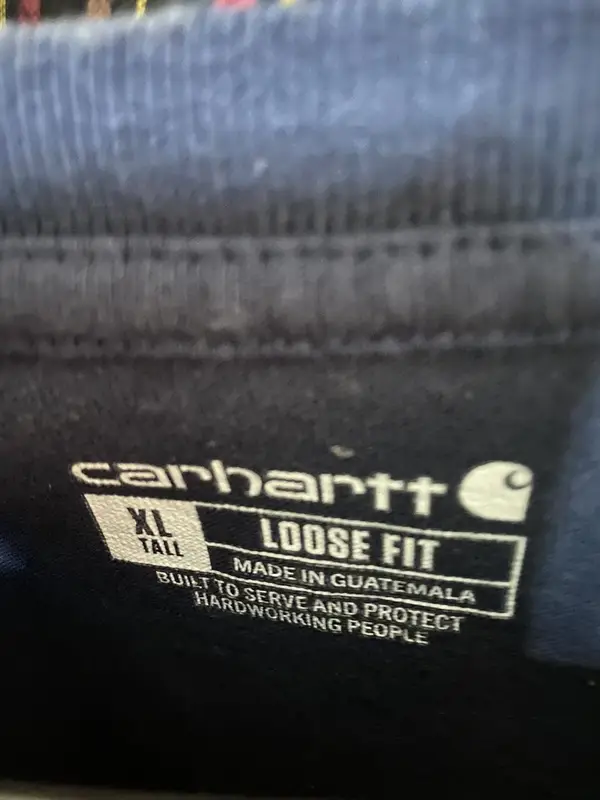 carhartt
XL
TALL
LOOSE FIT
MADE IN GUATEMALA
BUILT TO SERVE AND PROTECT
HARDWORKING PEOPLE